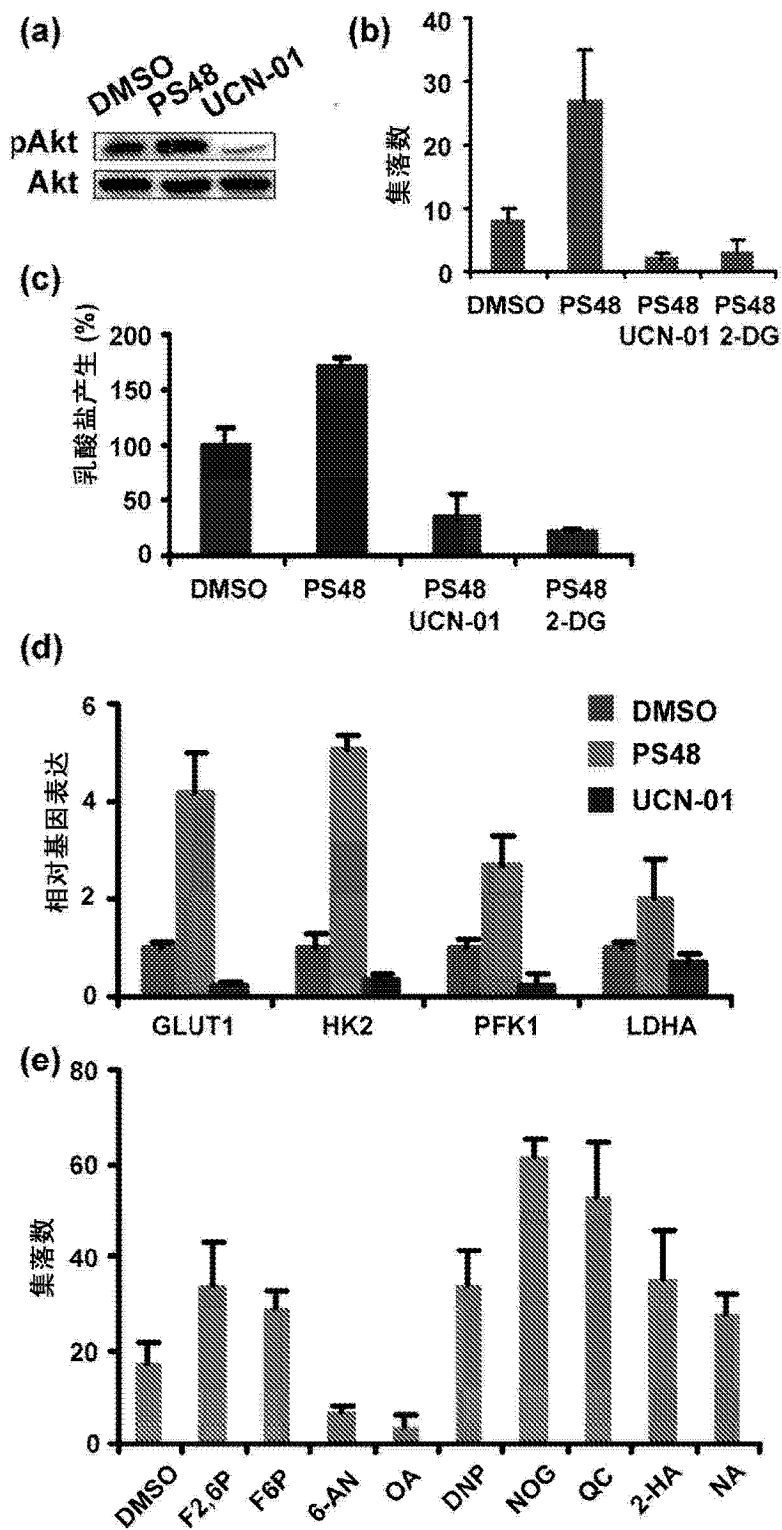 (a)
DMSO
PS48
UCN-01
pAkt
Akt
(b)
集落数
40
30
20
10
0
DMSO PS48 PS48 PS48
UCN-01 2-DG
(c)
乳酸盐产生 (%)
200
150
100
50
0
DMSO PS48 PS48 PS48
UCN-01 2-DG
(d)
相对基因表达
6
4
2
0
DMSO
PS48
UCN-01
GLUT1 HK2 PFK1 LDHA
(e)
集落数
80
60
40
20
0
DMSO F2,6P F6P 6-AN OA DNP NOG QC 2-HA NA